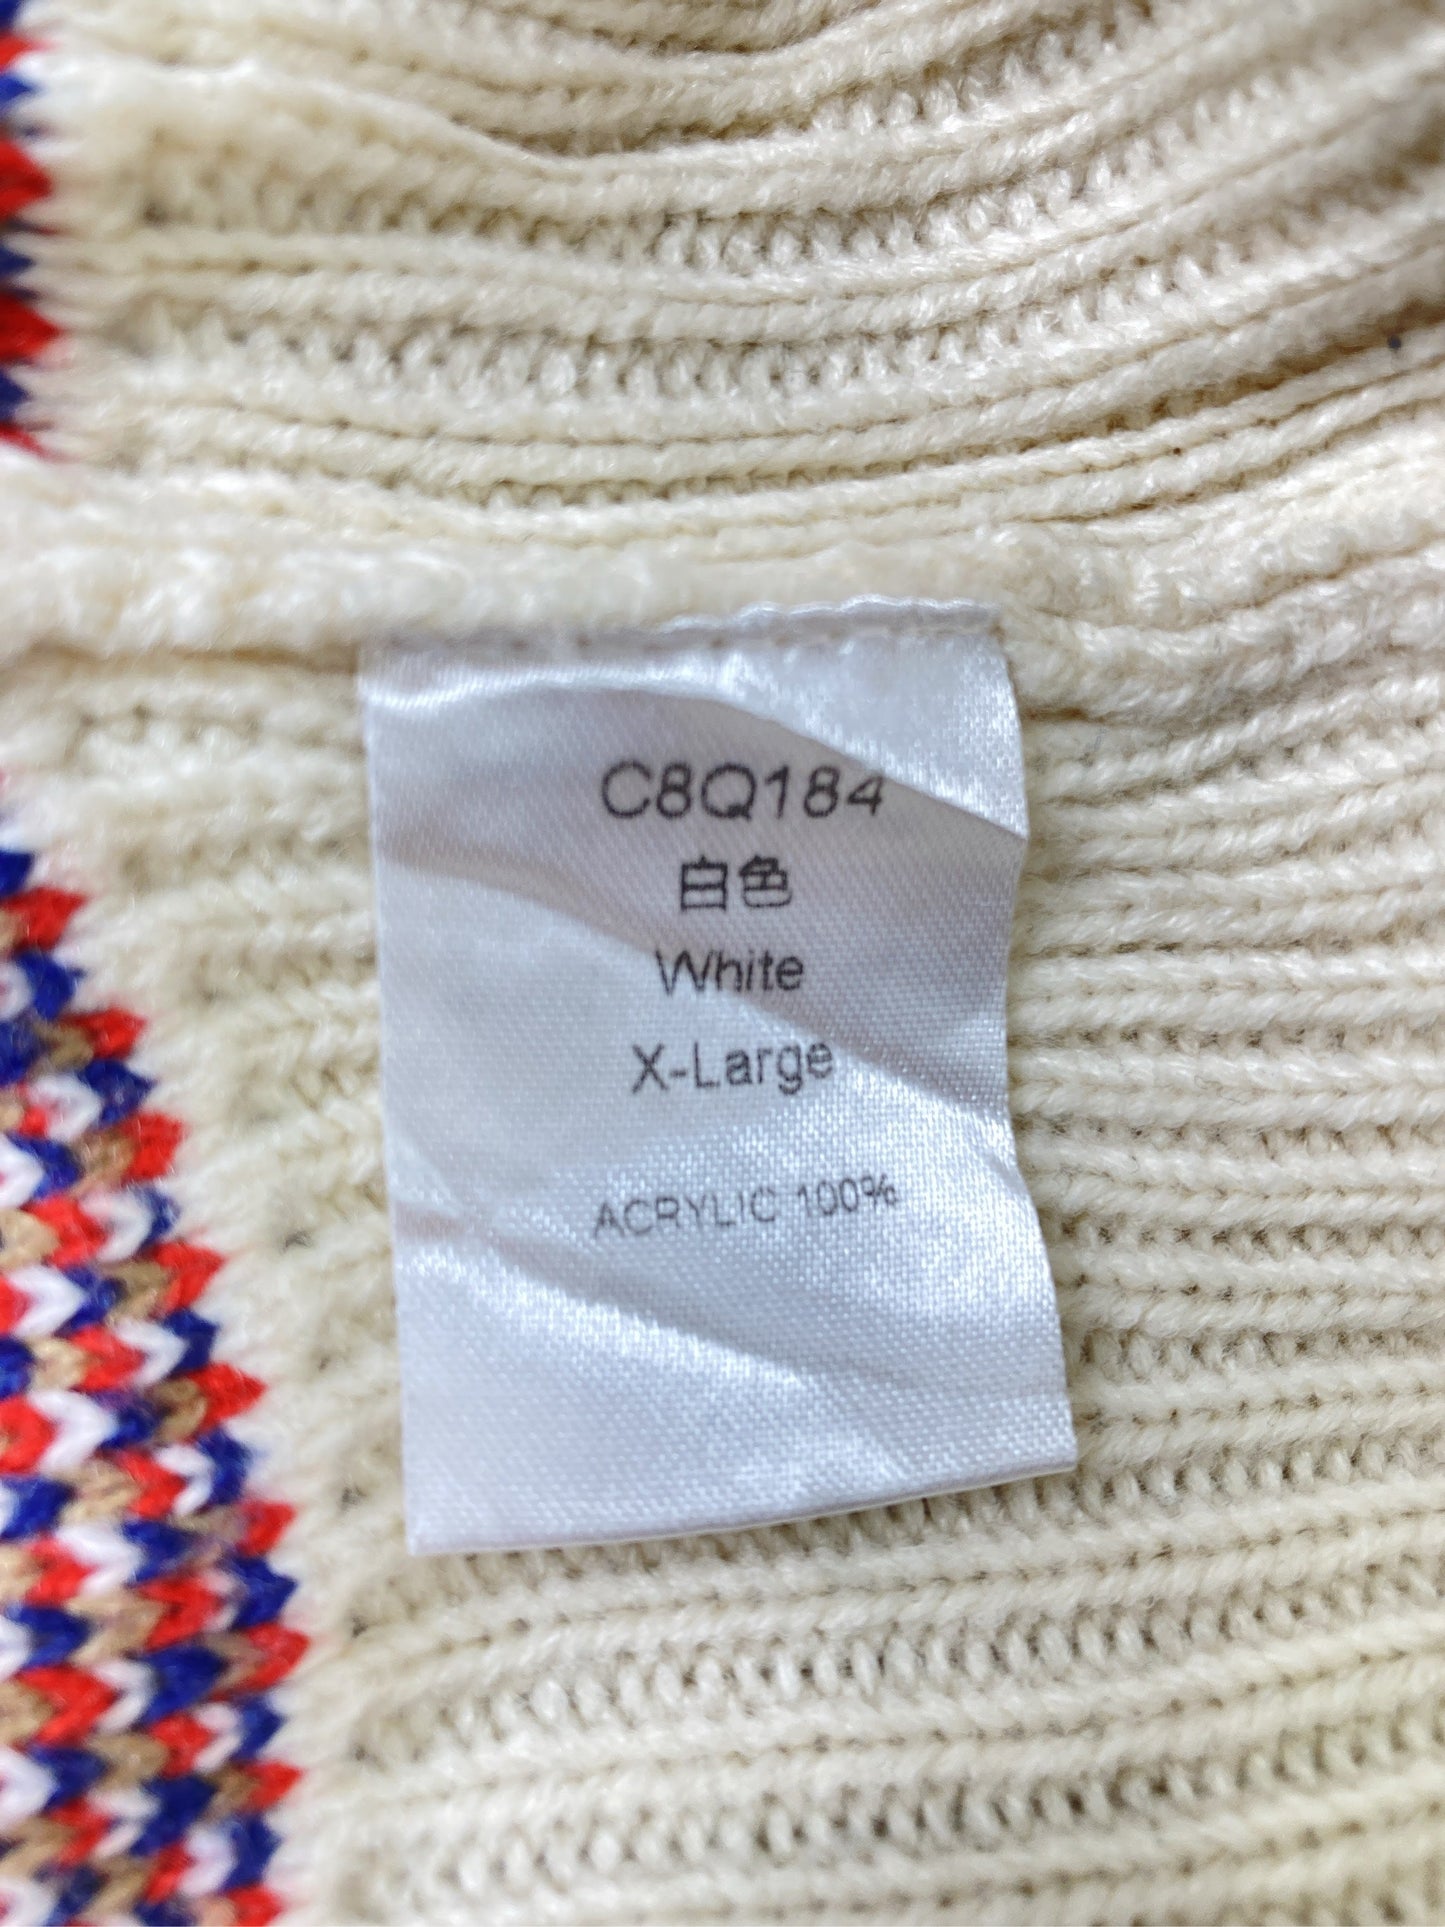 C8Q184
白色
White
X-Large
ACRYLIC 100%